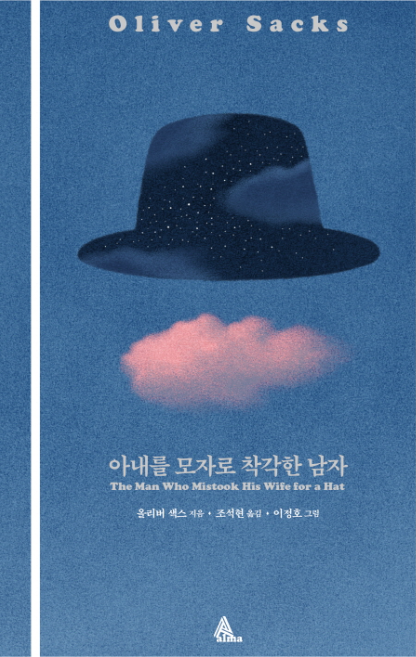 Oliver Sacks
아내를 모자로 착각한 남자
The Man Who Mistook His Wife for a Hat
올리버 색스 지음 • 조석현 옮김 • 이정호 그림
alma